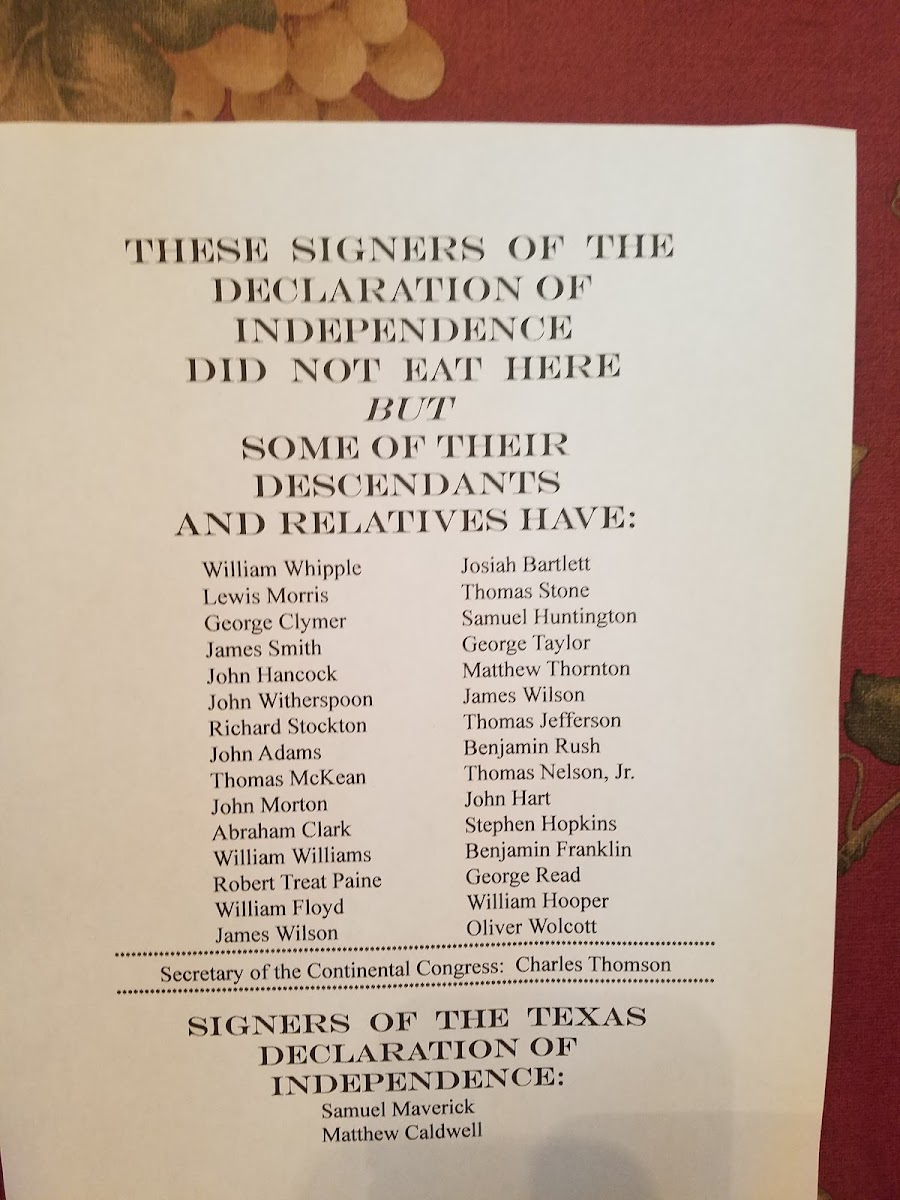 THESE SIGNERS OF THE
DECLARATION OF
INDEPENDENCE
DID NOT EAT HERE
BUT
SOME OF THEIR
DESCENDANTS
AND RELATIVES HAVE:
William Whipple
Lewis Morris
George Clymer
James Smith
John Hancock
John Witherspoon
Richard Stockton
John Adams
Thomas McKean
John Morton
Abraham Clark
William Williams
Robert Treat Paine
William Floyd
James Wilson
Josiah Bartlett
Thomas Stone
Samuel Huntington
George Taylor
Matthew Thornton
James Wilson
Thomas Jefferson
Benjamin Rush
Thomas Nelson, Jr.
John Hart
Stephen Hopkins
Benjamin Franklin
George Read
William Hooper
Oliver Wolcott
Secretary of the Continental Congress: Charles Thomson
SIGNERS OF THE TEXAS
DECLARATION OF
INDEPENDENCE:
Samuel Maverick
Matthew Caldwell